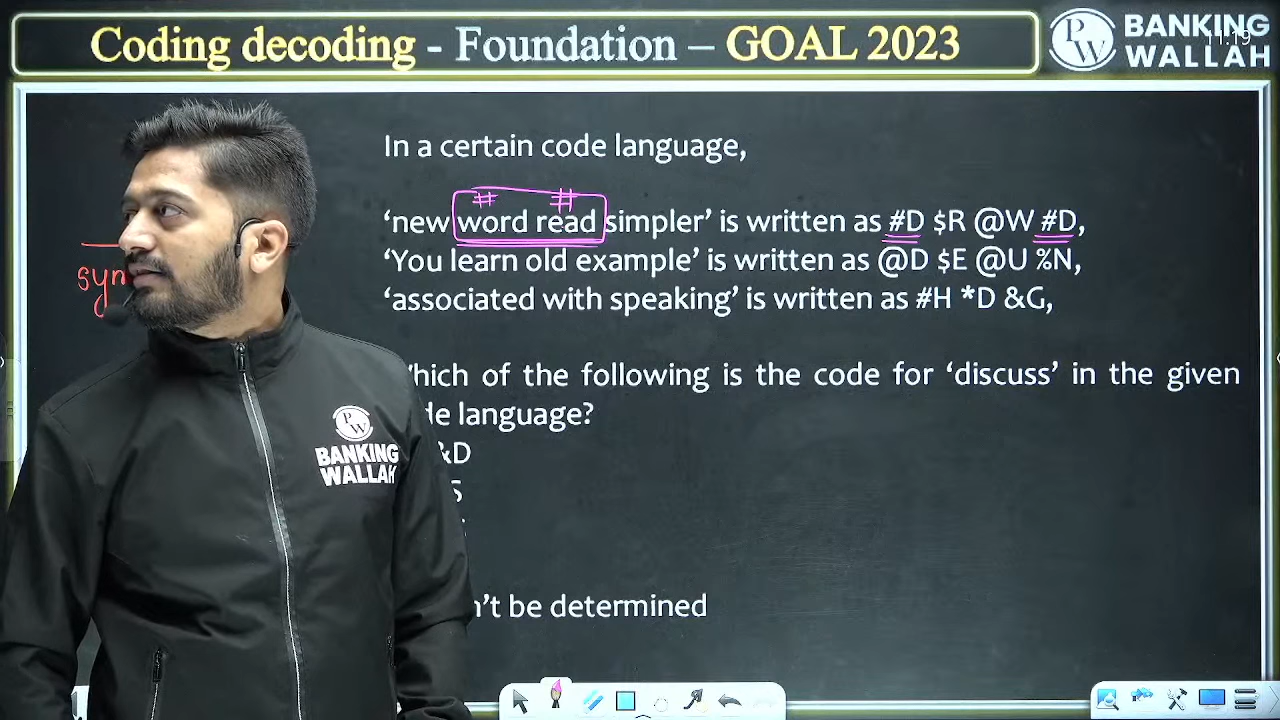 Coding decoding - Foundation – GOAL 2023
BANKING
WALLAH
In a certain code language,
# #
‘new word read simpler’ is written as #D $R @W #D,
‘You learn old example’ is written as @D $E @U %N,
sym
‘associated with speaking’ is written as #H *D &G,
hich of the following is the code for ‘discuss’ in the given
de language?
&D
S
n’t be determined
PW
BANKING
WALLAH